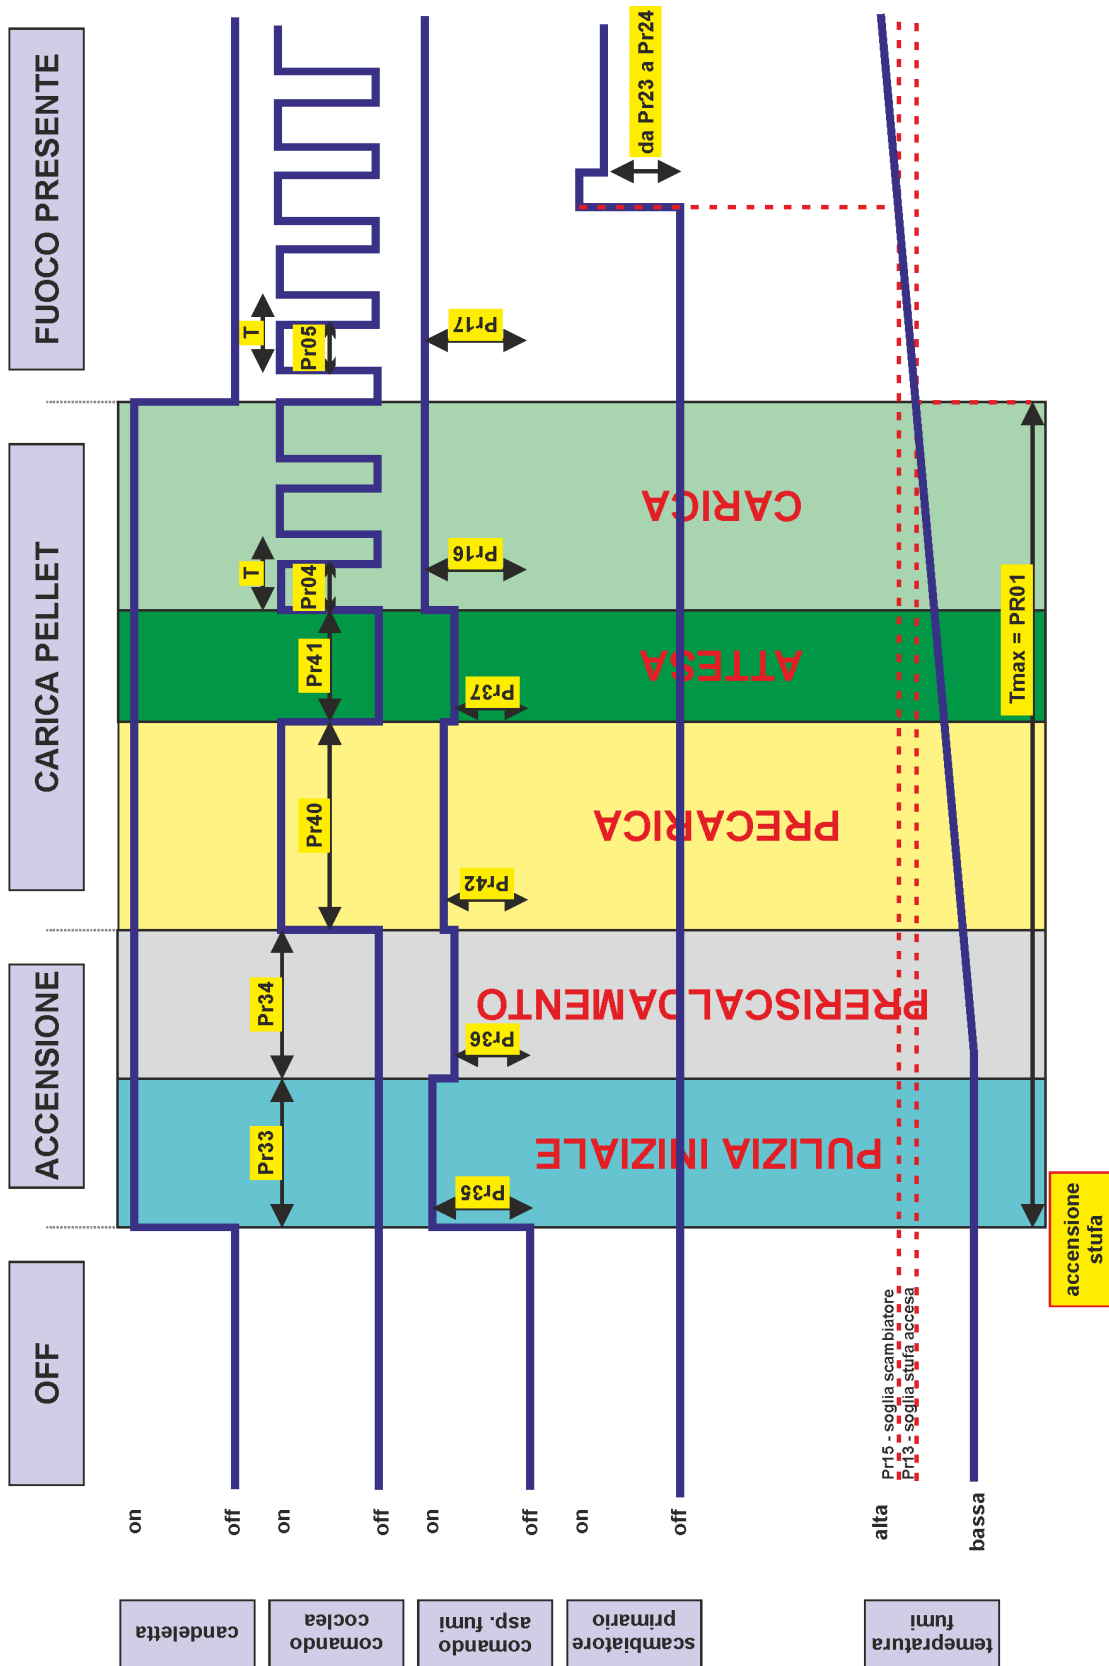 OFF
ACCENSIONE
CARICA PELLET
FUOCO PRESENTE
candeletta
on
off
comando
coclea
on
off
Pr33
Pr34
Pr40
Pr41
Pr04
T
Pr05
T
comando
asp. fumi
on
off
Pr35
Pr36
Pr42
Pr37
Pr16
Pr17
scambiatore
primario
on
off
da Pr23 a Pr24
PULIZIA INIZIALE
PRERISCALDAMENTO
PRECARICA
ATTESA
CARICA
temepratura
fumi
alta
bassa
Pr15 - soglia scambiatore
Pr13 - soglia stufa accesa
Tmax = PR01
accensione
stufa